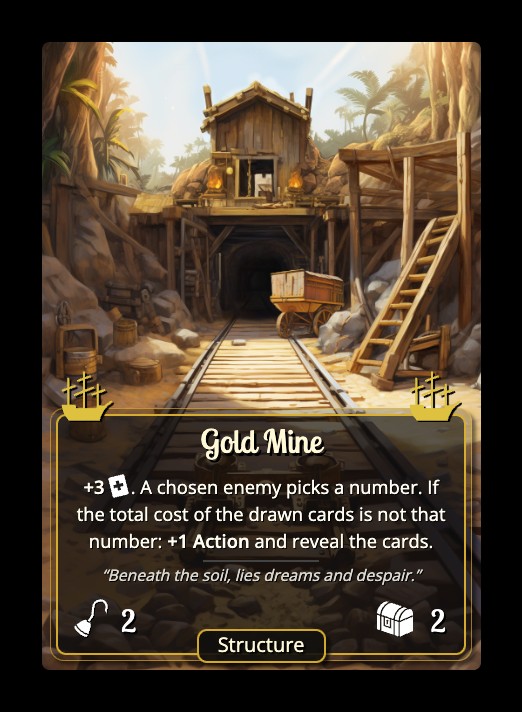 Gold Mine
+3 . A chosen enemy picks a number. If
the total cost of the drawn cards is not that
number: +1 Action and reveal the cards.
“Beneath the soil, lies dreams and despair.”
2
2
Structure